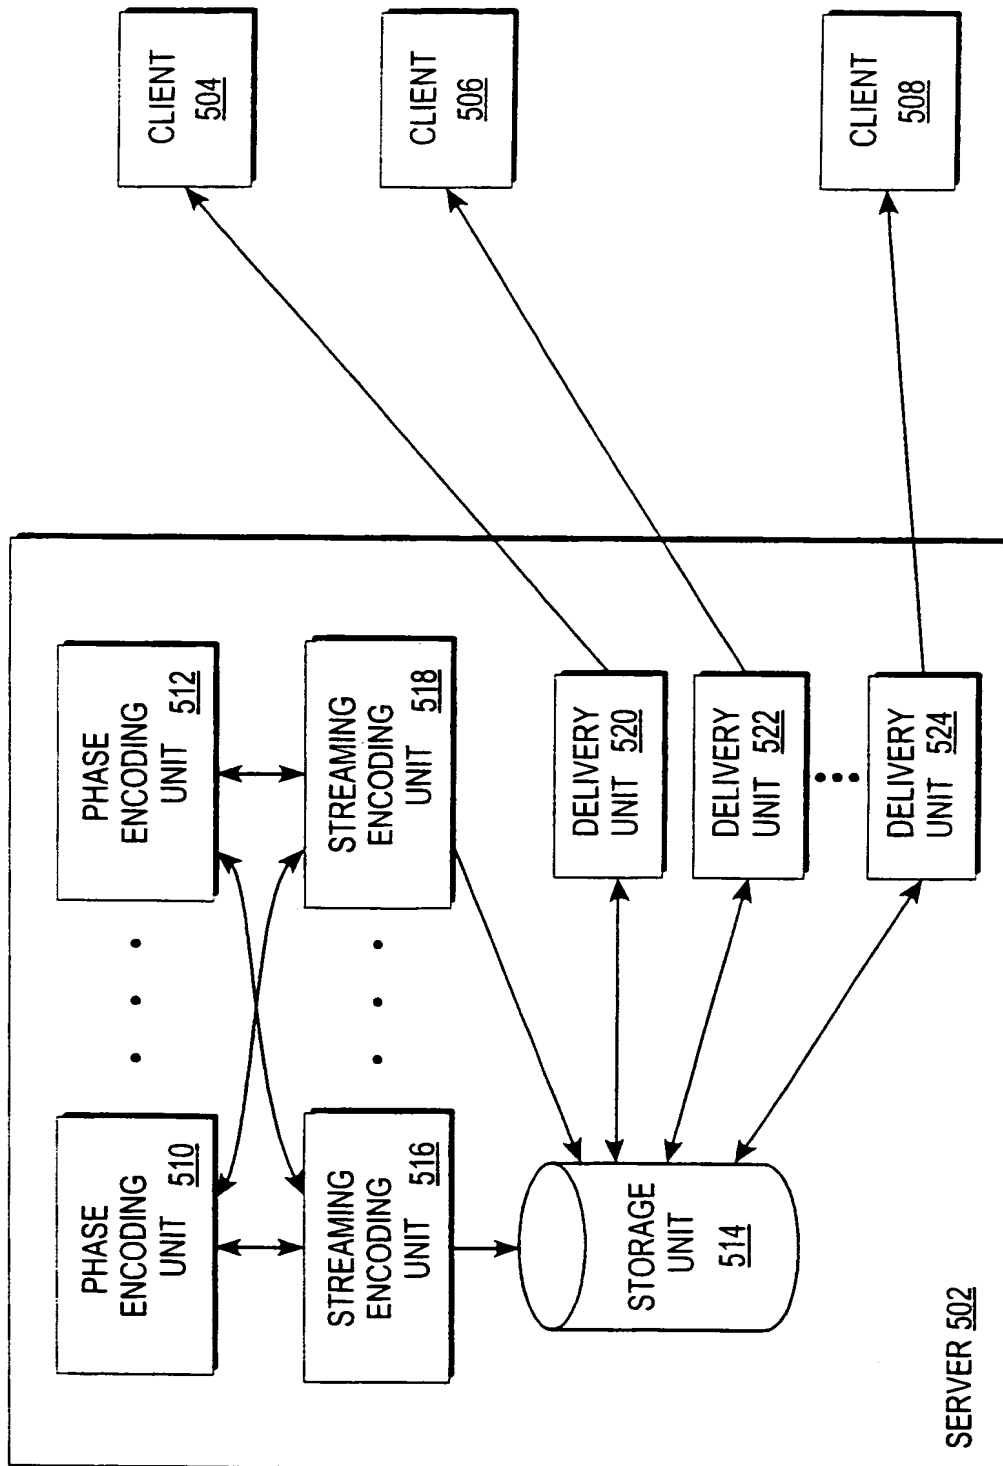 PHASE
ENCODING
UNIT 510
PHASE
ENCODING
UNIT 512
STREAMING
ENCODING
UNIT 516
STREAMING
ENCODING
UNIT 518
STORAGE
UNIT
514
DELIVERY
UNIT 520
DELIVERY
UNIT 522
DELIVERY
UNIT 524
CLIENT
504
CLIENT
506
CLIENT
508
SERVER 502